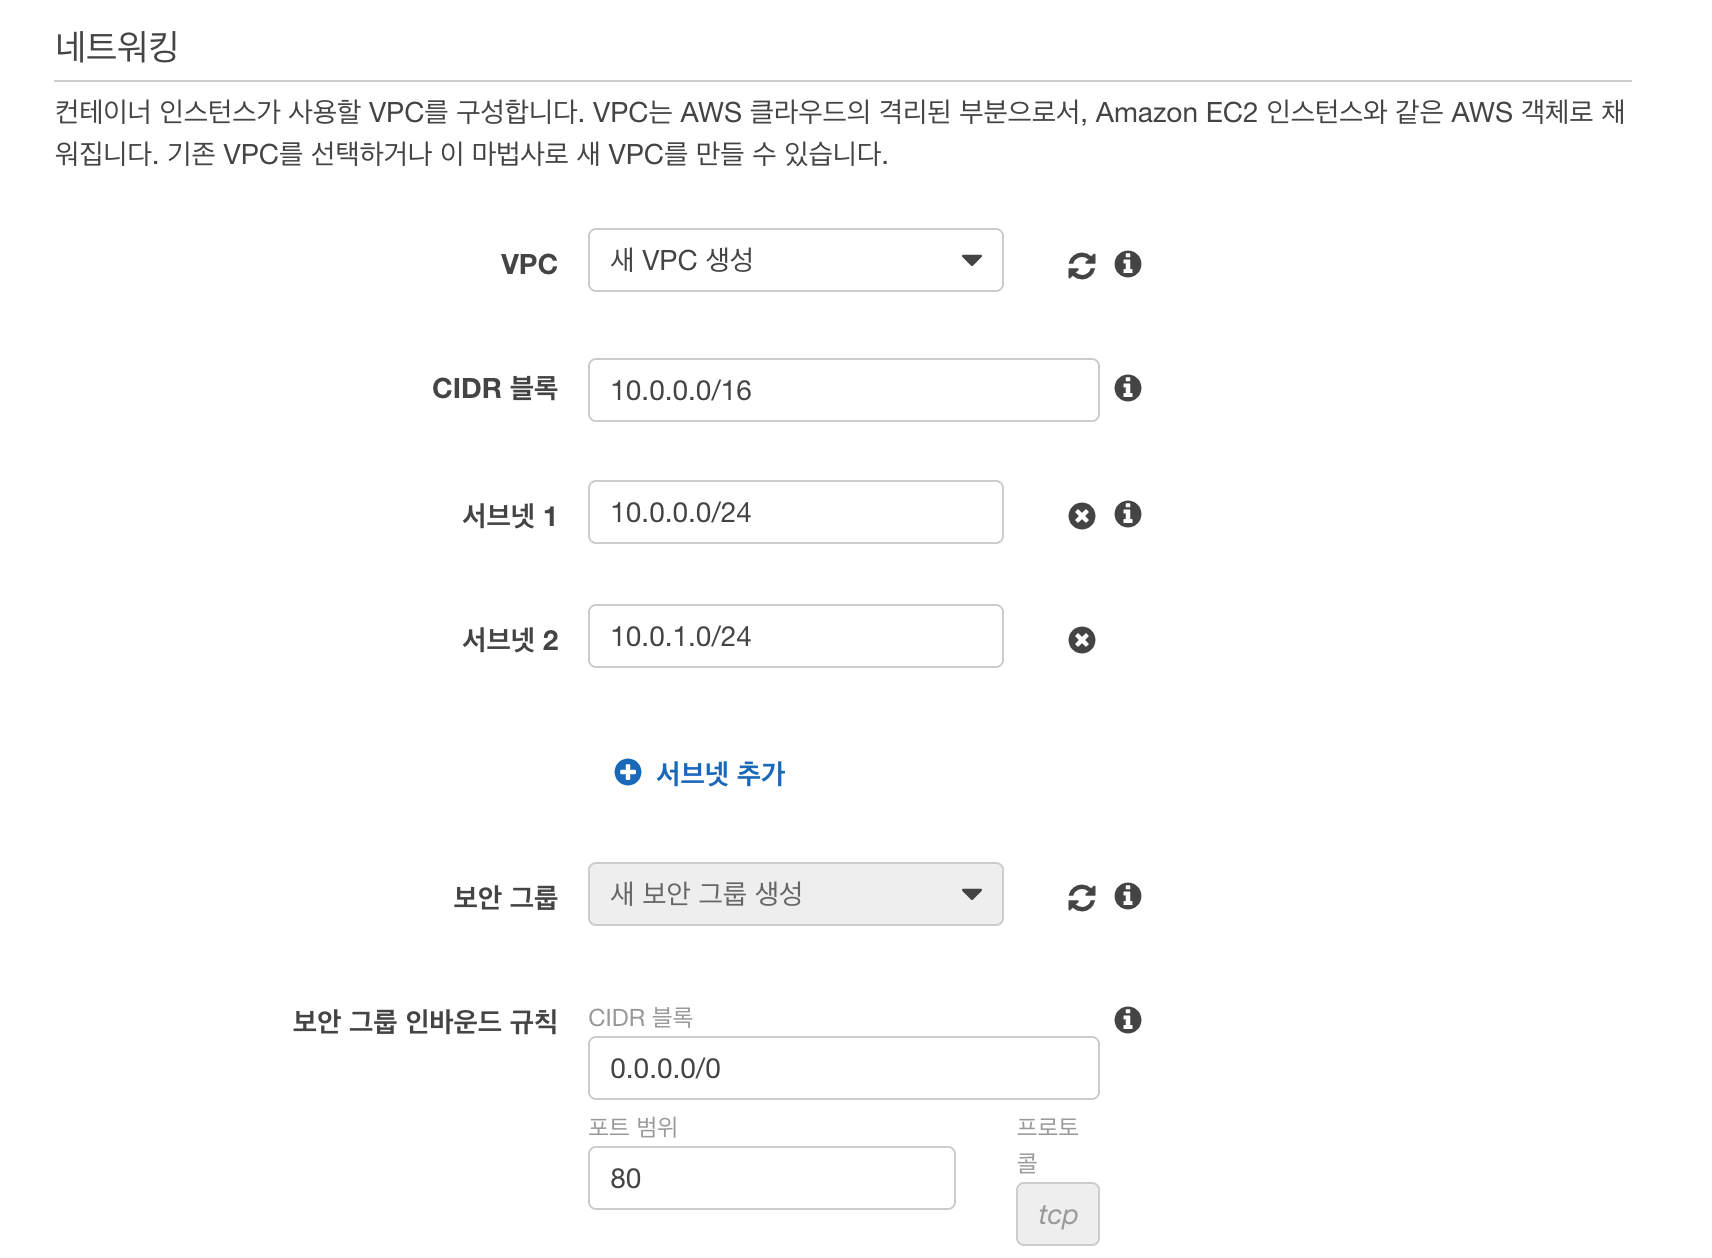 네트워킹
컨테이너 인스턴스가 사용할 VPC를 구성합니다. VPC는 AWS 클라우드의 격리된 부분으로서, Amazon EC2 인스턴스와 같은 AWS 객체로 채
워집니다. 기존 VPC를 선택하거나 이 마법사로 새 VPC를 만들 수 있습니다.
VPC 새 VPC 생성
CIDR 블록 10.0.0.0/16
서브넷 1 10.0.0.0/24
서브넷 2 10.0.1.0/24
서브넷 추가
보안 그룹 새 보안 그룹 생성
보안 그룹 인바운드 규칙 CIDR 블록
0.0.0.0/0
포트 범위 프로토
콜
80
tcp